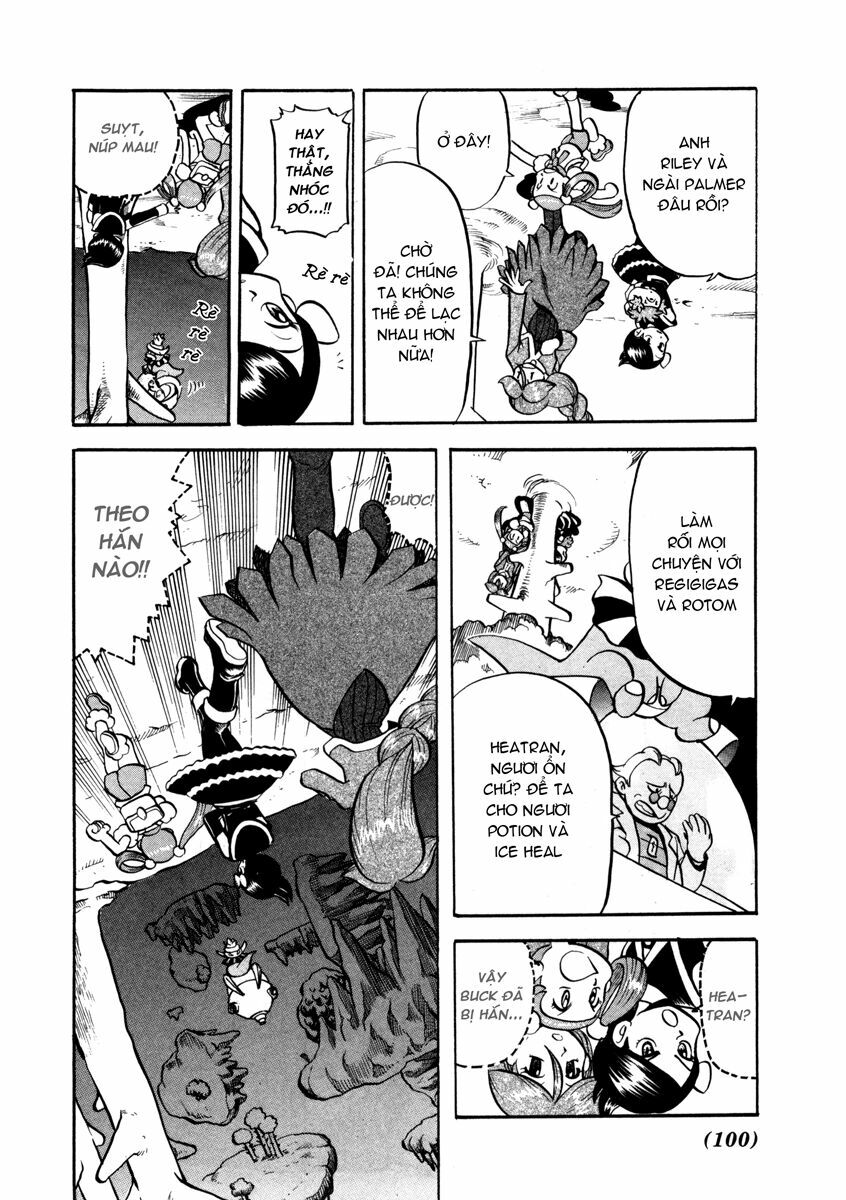 ANH
RILEY VÀ
NGÀI PALMER
ĐÂU RỒI?
Ở ĐÂY!
CHỜ
ĐÃ! CHÚNG
TA KHÔNG
THỂ ĐỂ LẠC
NHAU HƠN
NỮA!
HAY
THẬT,
THẰNG
NHÓC
ĐÓ...!!
Rè rè
SUỴT,
NÚP MAU!
Rè
rè
rè
LÀM
RỐI MỌI
CHUYỆN VỚI
REGIGIGAS
VÀ ROTOM
HEATRAN,
NGƯƠI ỔN
CHỨ? ĐỂ TA
CHO NGƯƠI
POTION VÀ
ICE HEAL
HEA-
TRAN?
VẬY
BUCK ĐÃ
BỊ HẮN...
ĐƯỢC!
THEO
HẮN
NÀO!!
(100)